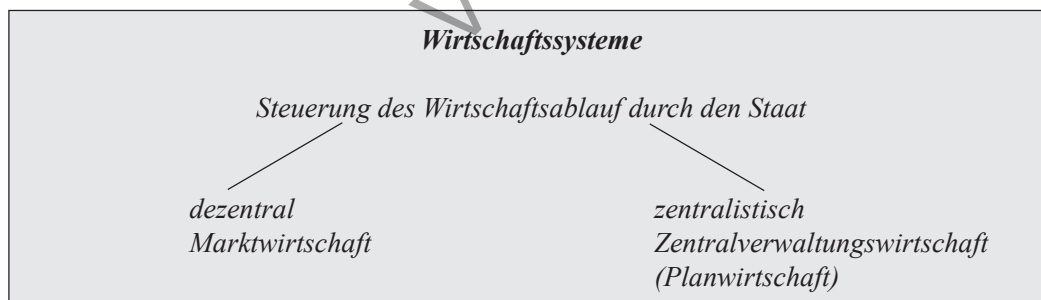 Wirtschaftssysteme
Steuerung des Wirtschaftsablauf durch den Staat
dezentral
Marktwirtschaft
zentralistisch
Zentralverwaltungswirtschaft
(Planwirtschaft)